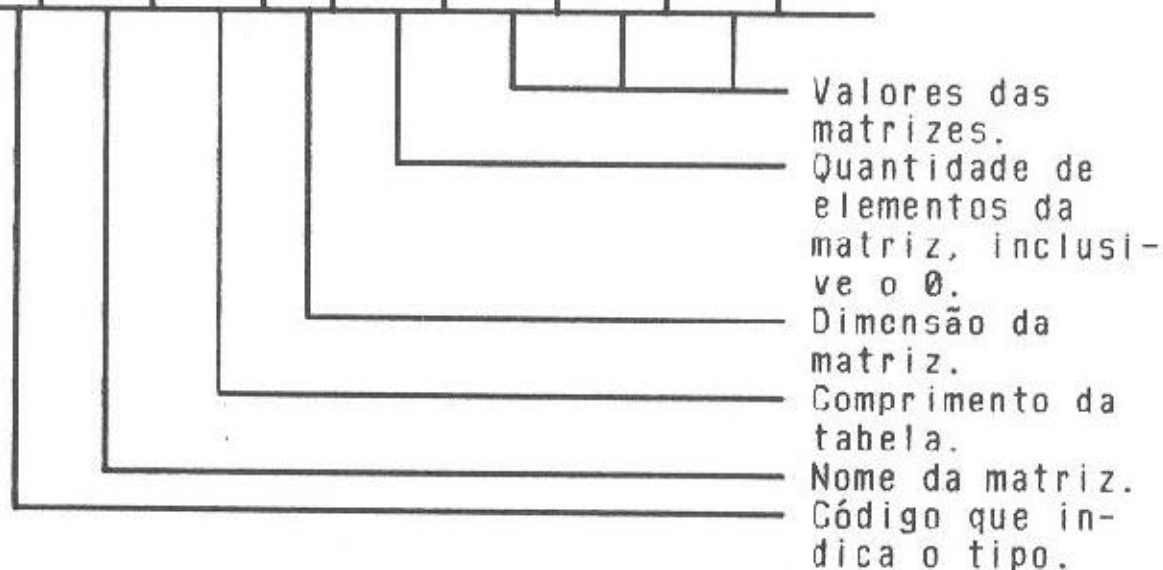 Valores das
matrizes.
Quantidade de
elementos da
matriz, inclusi-
ve o 0.
Dimensão da
matriz.
Comprimento da
tabela.
Nome da matriz.
Código que in-
dica o tipo.